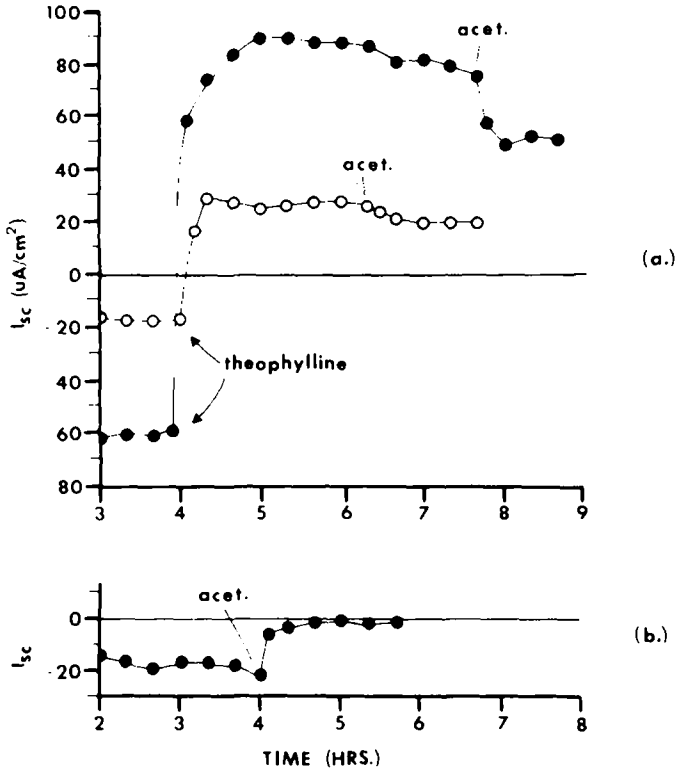 100
acet.
80
60
acet.
40
20
I_sc (uA/cm²)
0
(a.)
- 20
theophylline
40
60
80
3 4 5 6 7 8 9
acet.
0
(b.)
I_sc
-20
2 3 4 5 6 7 8
TIME (HRS.)